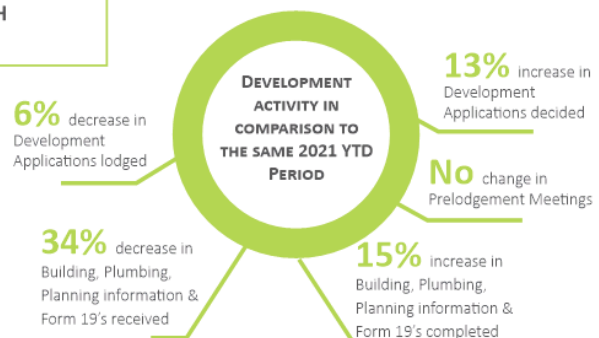 H
DEVELOPMENT
ACTIVITY IN
COMPARISON TO
THE SAME 2021 YTD
PERIOD
6% decrease in
Development
Applications lodged
13% increase in
Development
Applications decided
No change in
Prelodgement Meetings
34% decrease in
Building, Plumbing,
Planning information &
Form 19's received
15% increase in
Building, Plumbing,
Planning information &
Form 19's completed